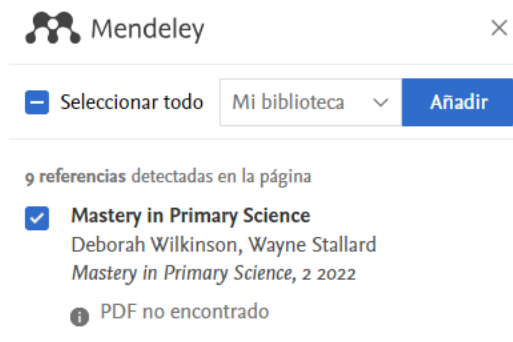 Mendeley
Seleccionar todo Mi biblioteca Añadir
9 referencias detectadas en la página
Mastery in Primary Science
Deborah Wilkinson, Wayne Stallard
Mastery in Primary Science, 2 2022
PDF no encontrado